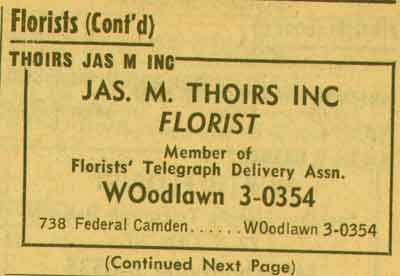 Florists (Cont'd)
THOIRS JAS M INC
JAS. M. THOIRS INC
FLORIST
Member of
Florists' Telegraph Delivery Assn.
WOodlawn 3-0354
738 Federal Camden......WOodlawn 3-0354
(Continued Next Page)